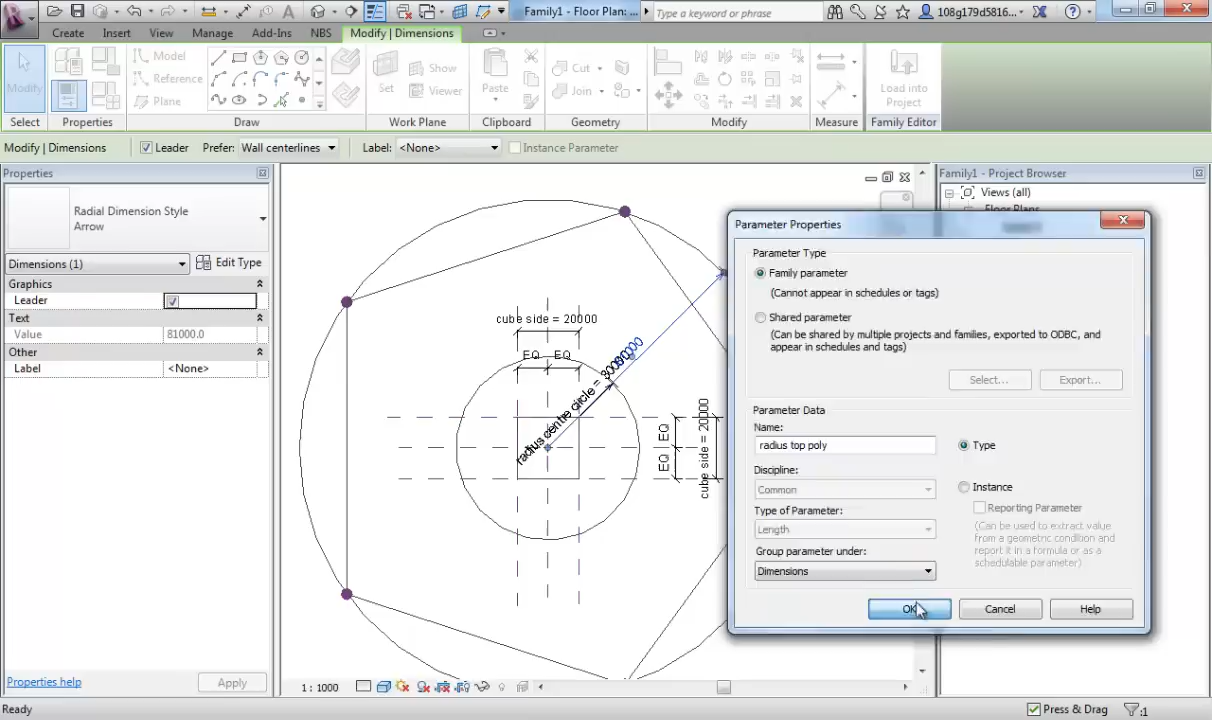 Family1 - Floor Plan: ...
Type a keyword or phrase
108g179d5816...
Create
Insert
View
Manage
Add-Ins
NBS
Modify | Dimensions
Modify
Model
Reference
Plane
Set
Show
Viewer
Paste
Cut
Join
Load into
Project
Select
Properties
Draw
Work Plane
Clipboard
Geometry
Modify
Measure
Family Editor
Modify | Dimensions
Leader
Prefer:
Wall centerlines
Label:
<None>
Instance Parameter
Properties
Radial Dimension Style
Arrow
Dimensions (1)
Edit Type
Graphics
Leader
Text
Value
81000.0
Other
Label
<None>
Properties help
Apply
cube side = 20000
EQ
EQ
radius centre circle =
EQ
EQ
cube side = 20000
1 : 1000
Family1 - Project Browser
Views (all)
Floor Plans
Parameter Properties
Parameter Type
Family parameter
(Cannot appear in schedules or tags)
Shared parameter
(Can be shared by multiple projects and families, exported to ODBC, and
appear in schedules and tags)
Select...
Export...
Parameter Data
Name:
radius top poly
Type
Discipline:
Common
Instance
Reporting Parameter
Type of Parameter:
Length
(Can be used to extract value
from a geometric condition and
report it in a formula or as a
schedulable parameter)
Group parameter under:
Dimensions
OK
Cancel
Help
Ready
Press & Drag
:1